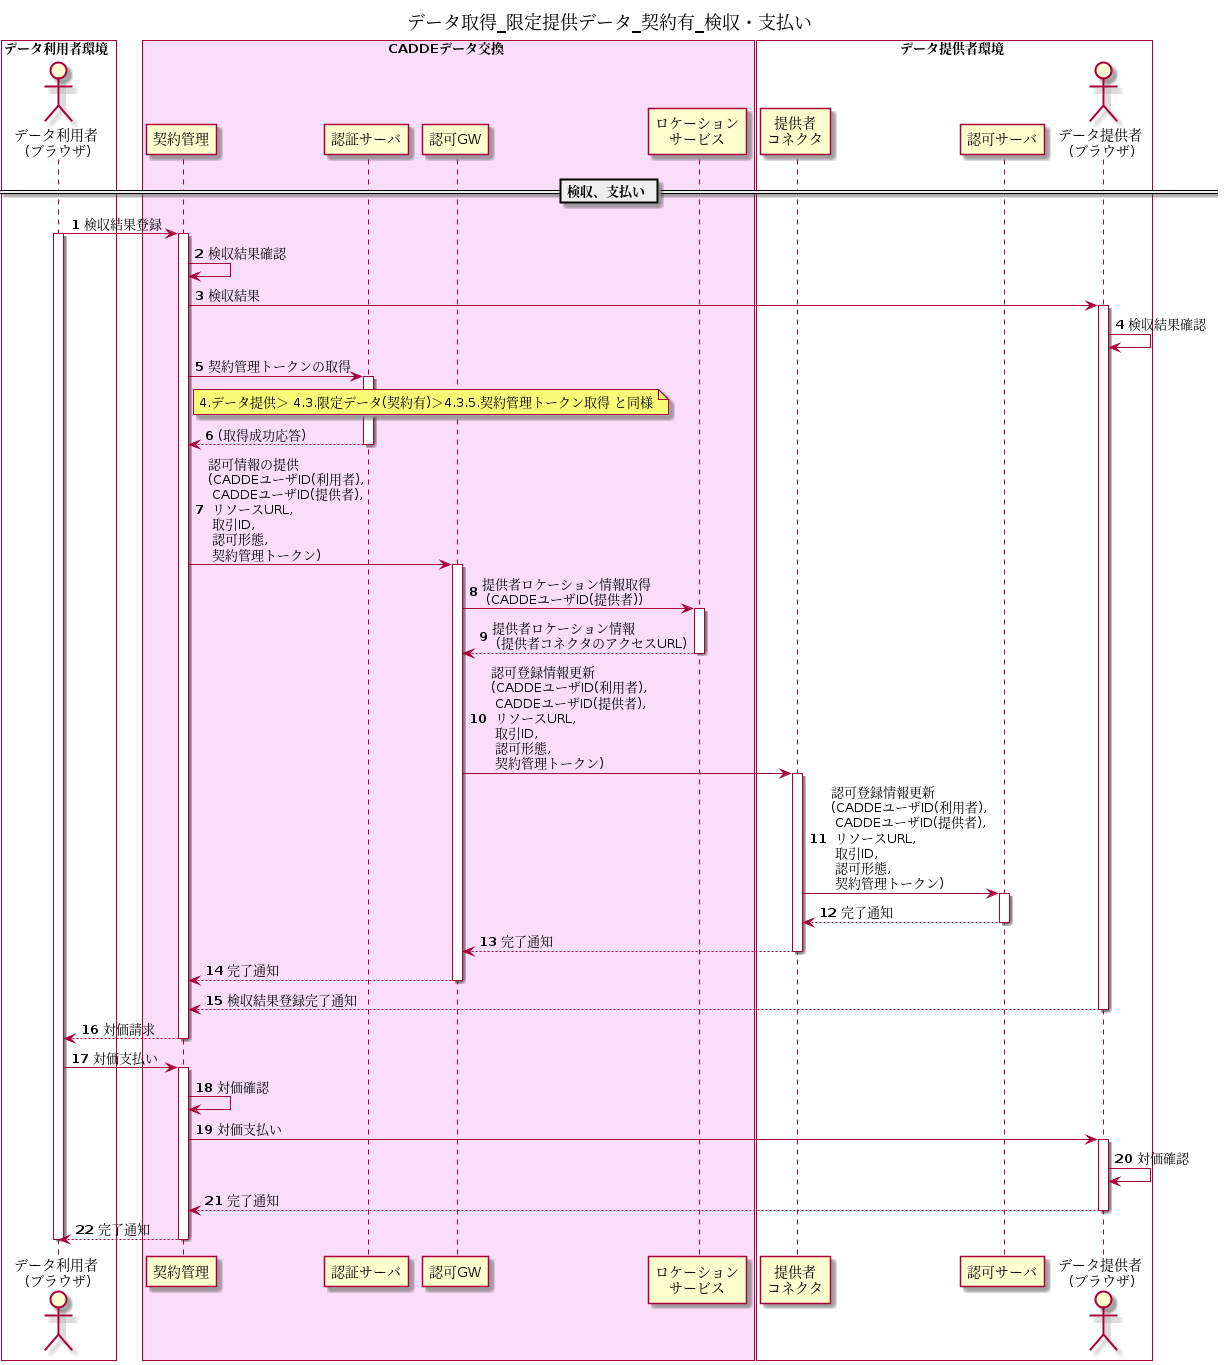 データ取得_限定提供データ_契約有_検収・支払い
データ利用者環境
CADDEデータ交換
データ提供者環境
データ利用者
(ブラウザ)
契約管理
認証サーバ
認可GW
ロケーション
サービス
提供者
コネクタ
認可サーバ
データ提供者
(ブラウザ)
検収、支払い
1 検収結果登録
2 検収結果確認
3 検収結果
4 検収結果確認
5 契約管理トークンの取得
4.データ提供＞ 4.3.限定データ(契約有)＞4.3.5.契約管理トークン取得 と同様
6 (取得成功応答)
認可情報の提供
(CADDEユーザID(利用者),
CADDEユーザID(提供者),
7 リソースURL,
取引ID,
認可形態,
契約管理トークン)
8 提供者ロケーション情報取得
(CADDEユーザID(提供者))
9 提供者ロケーション情報
(提供者コネクタのアクセスURL)
認可登録情報更新
(CADDEユーザID(利用者),
CADDEユーザID(提供者),
10 リソースURL,
取引ID,
認可形態,
契約管理トークン)
認可登録情報更新
(CADDEユーザID(利用者),
CADDEユーザID(提供者),
11 リソースURL,
取引ID,
認可形態,
契約管理トークン)
12 完了通知
13 完了通知
14 完了通知
15 検収結果登録完了通知
16 対価請求
17 対価支払い
18 対価確認
19 対価支払い
20 対価確認
21 完了通知
22 完了通知
データ利用者
(ブラウザ)
契約管理
認証サーバ
認可GW
ロケーション
サービス
提供者
コネクタ
認可サーバ
データ提供者
(ブラウザ)